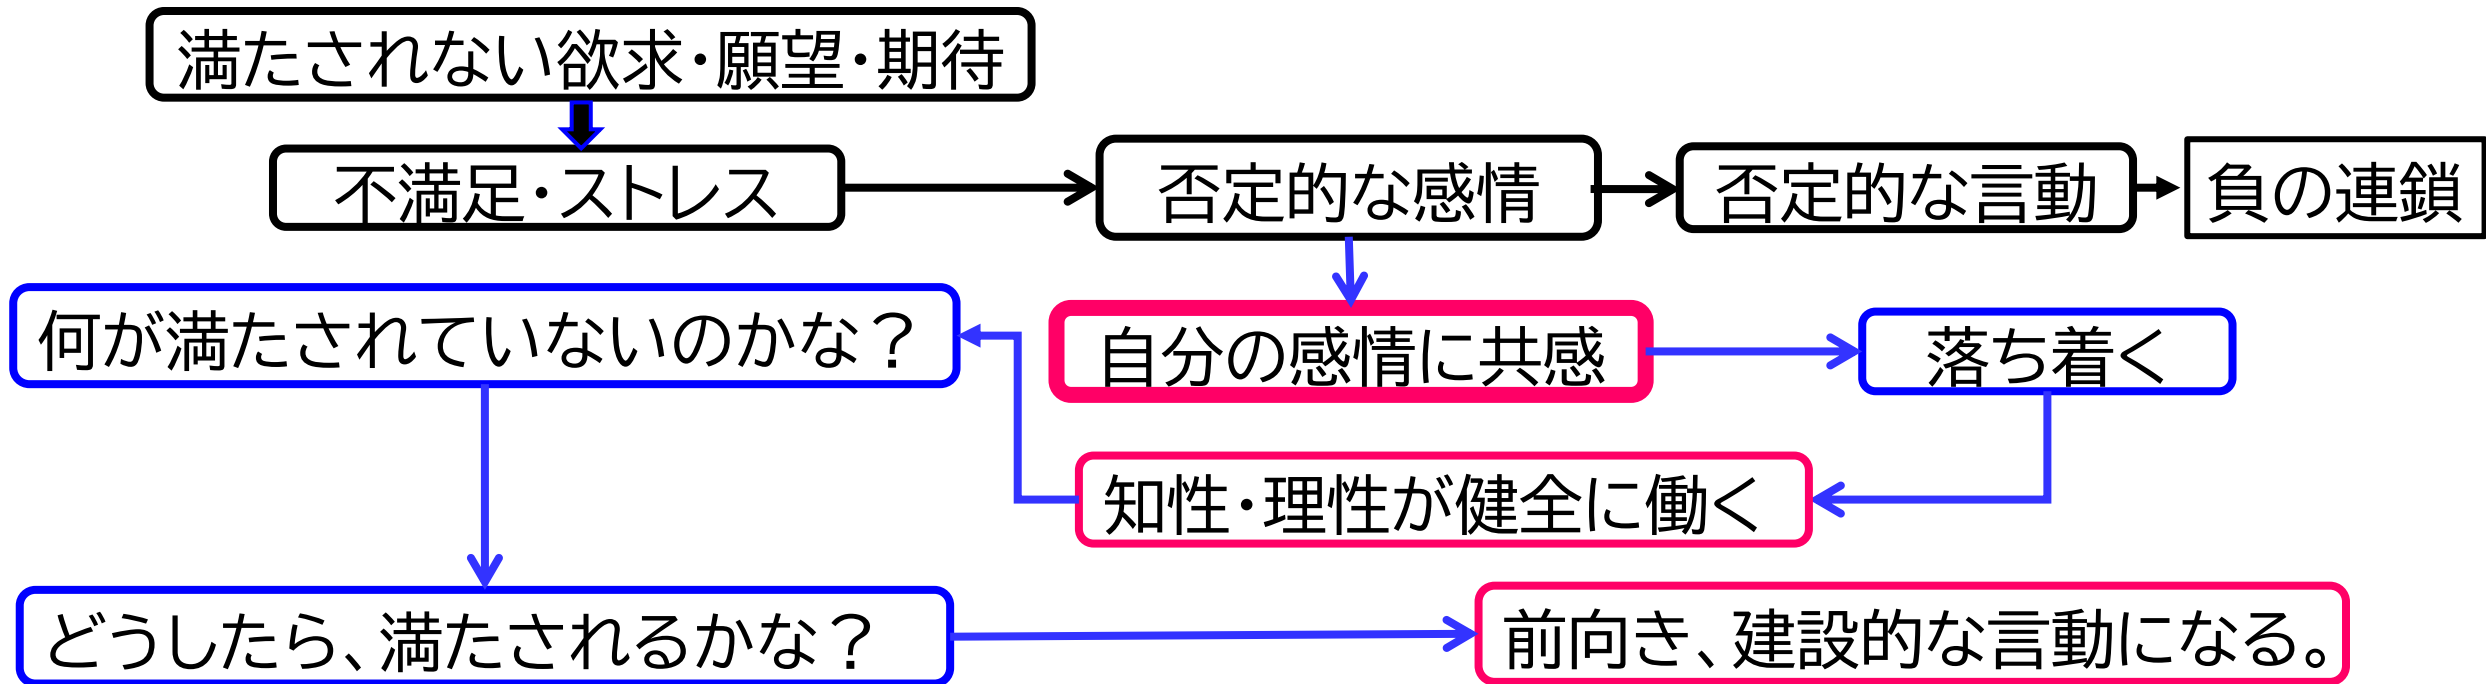 満たされない欲求・願望・期待
不満足・ストレス
否定的な感情
否定的な言動
負の連鎖
何が満たされていないのかな？
自分の感情に共感
落ち着く
知性・理性が健全に働く
どうしたら、満たされるかな？
前向き、建設的な言動になる。